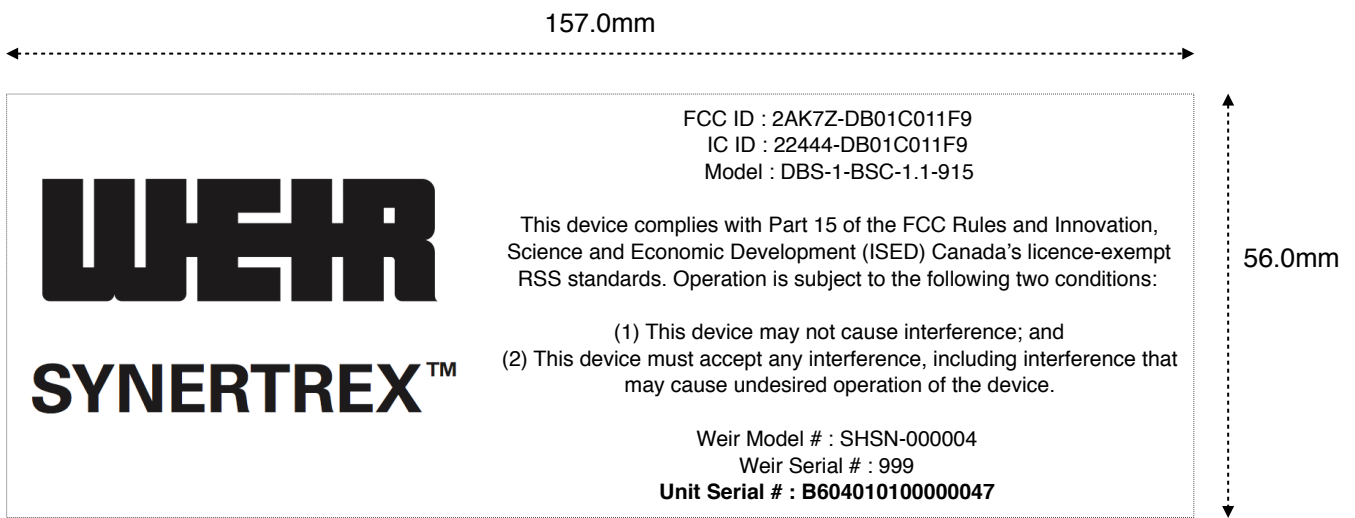 157.0mm
WEIR
SYNERTREX™
FCC ID : 2AK7Z-DB01C011F9
IC ID : 22444-DB01C011F9
Model : DBS-1-BSC-1.1-915
This device complies with Part 15 of the FCC Rules and Innovation,
Science and Economic Development (ISED) Canada’s licence-exempt
RSS standards. Operation is subject to the following two conditions:
(1) This device may not cause interference; and
(2) This device must accept any interference, including interference that
may cause undesired operation of the device.
Weir Model # : SHSN-000004
Weir Serial # : 999
Unit Serial # : B604010100000047
56.0mm